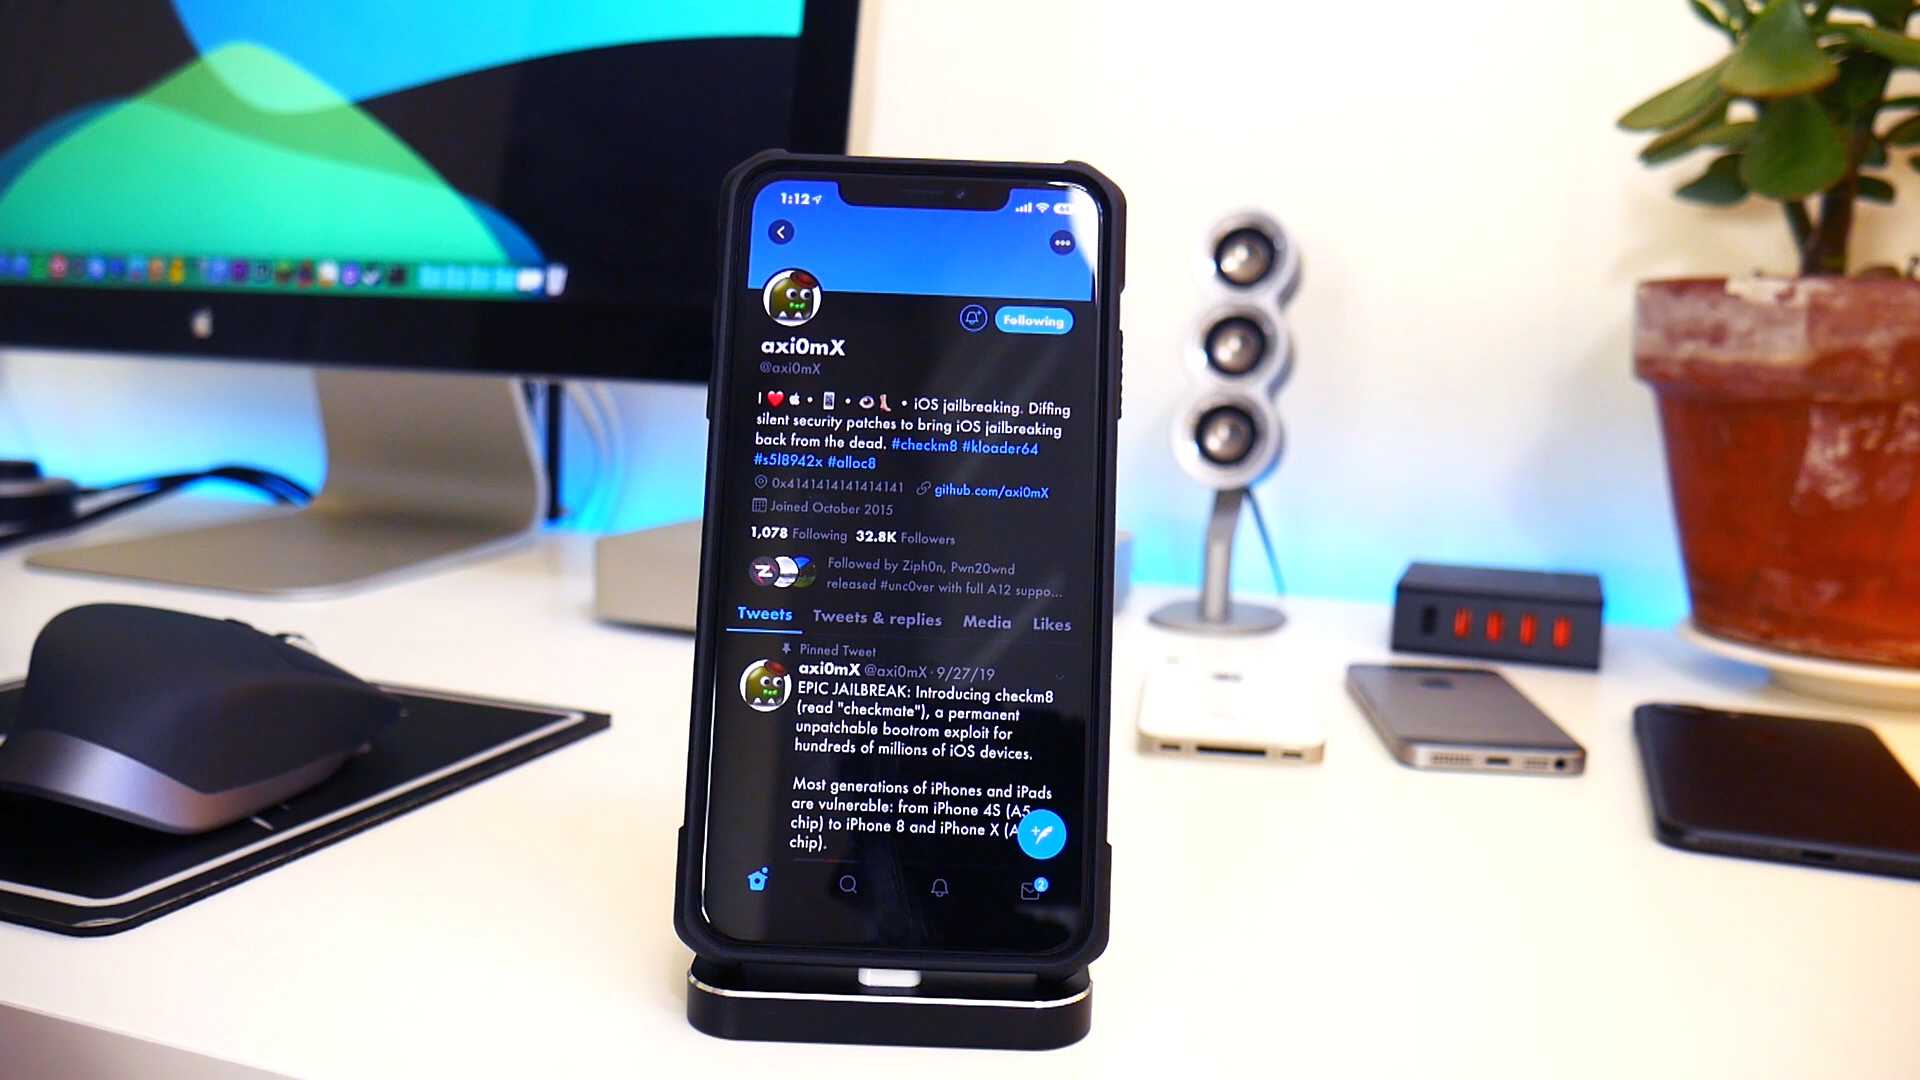 1:12
Following
axi0mX
@axi0mX
I ❤️ 🍎 • 📱 • 👁️🦶 • iOS jailbreaking. Diffing
silent security patches to bring iOS jailbreaking
back from the dead. #checkm8 #kloader64
#s5l8942x #alloc8
0x4141414141414141 github.com/axi0mX
Joined October 2015
1,078 Following 32.8K Followers
Followed by Ziph0n, Pwn20wnd
released #unc0ver with full A12 suppo...
Tweets Tweets & replies Media Likes
Pinned Tweet
axi0mX @axi0mX · 9/27/19
EPIC JAILBREAK: Introducing checkm8
(read "checkmate"), a permanent
unpatchable bootrom exploit for
hundreds of millions of iOS devices.
Most generations of iPhones and iPads
are vulnerable: from iPhone 4S (A5
chip) to iPhone 8 and iPhone X (A
chip).
2